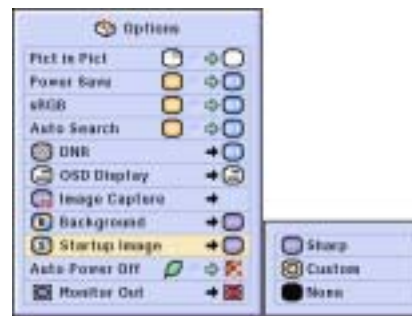 Options
Pict in Pict
Power Save
sRGB
Auto Search
DNR
OSD Display
Image Capture
Background
Startup Image
Auto Power Off
Monitor Out
Sharp
Custom
None